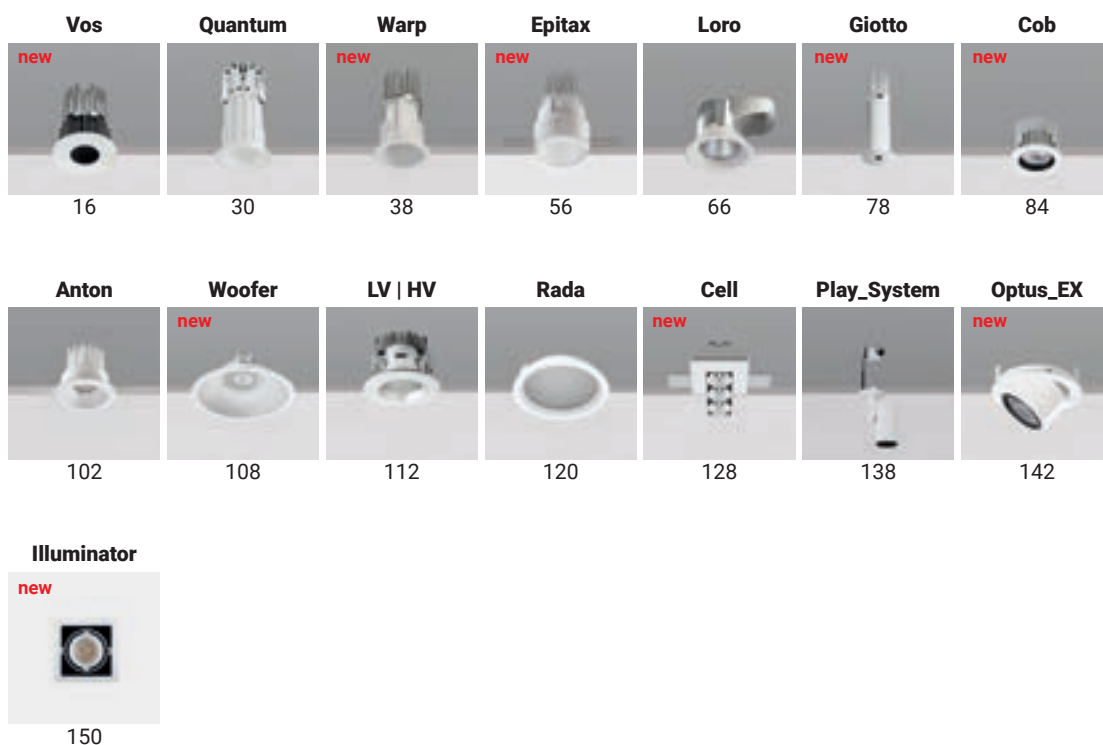 Vos Quantum Warp Epitax Loro Giotto Cob
new new new new new
16 30 38 56 66 78 84
Anton Woofer LV | HV Rada Cell Play_System Optus_EX
new new new
102 108 112 120 128 138 142
Illuminator
new
150